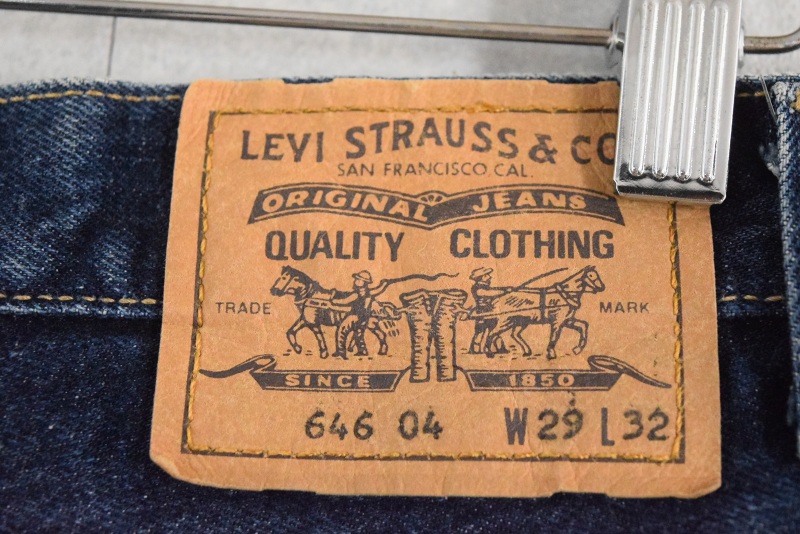 LEVI STRAUSS & CO
SAN FRANCISCO CAL.
ORIGINAL JEANS
QUALITY CLOTHING
TRADE MARK
SINCE 1850
646 04 W29 L32